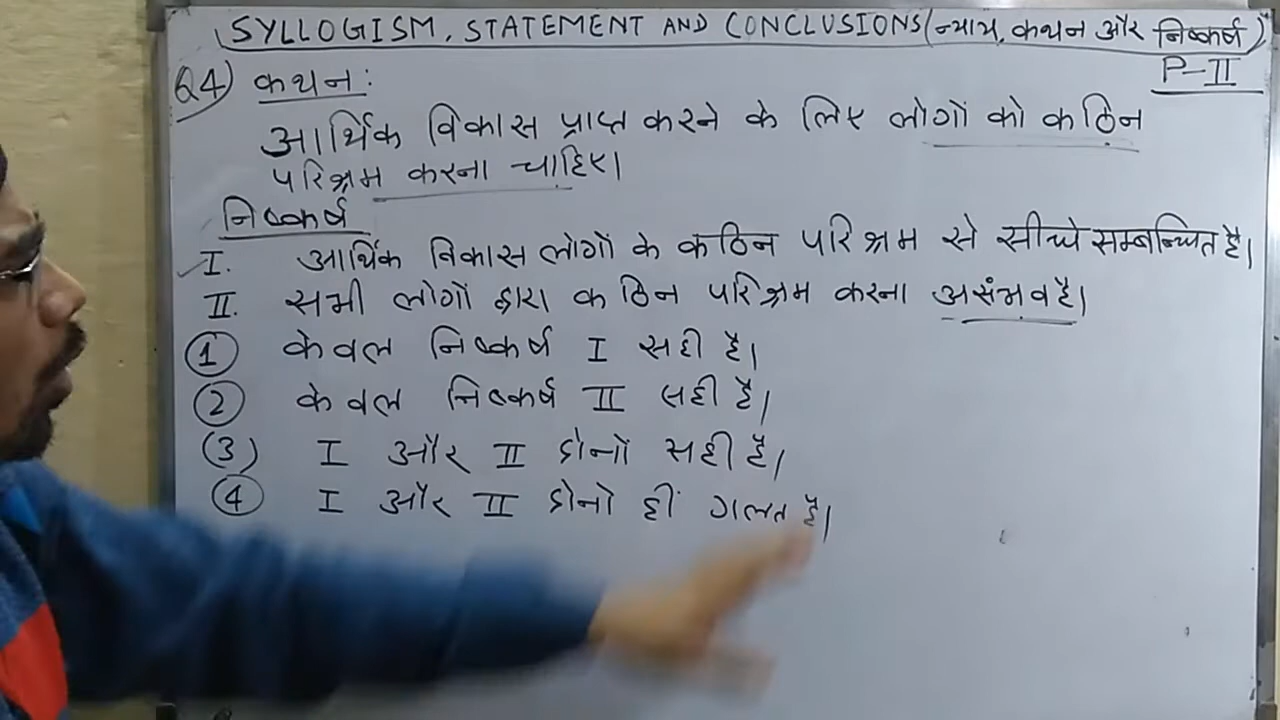 SYLLOGISM, STATEMENT AND CONCLUSIONS (न्याय, कथन और निष्कर्ष)
P-II
Q4) कथन:
आर्थिक विकास प्राप्त करने के लिए लोगों को कठिन
परिश्रम करना चाहिए।
निष्कर्ष
I. आर्थिक विकास लोगों के कठिन परिश्रम से सीधे सम्बन्धित है।
II. सभी लोगों द्वारा कठिन परिश्रम करना असंभव है।
① केवल निष्कर्ष I सही है।
② केवल निष्कर्ष II सही है।
(3) I और II दोनों सही है।
④ I और II दोनो ही गलत है।